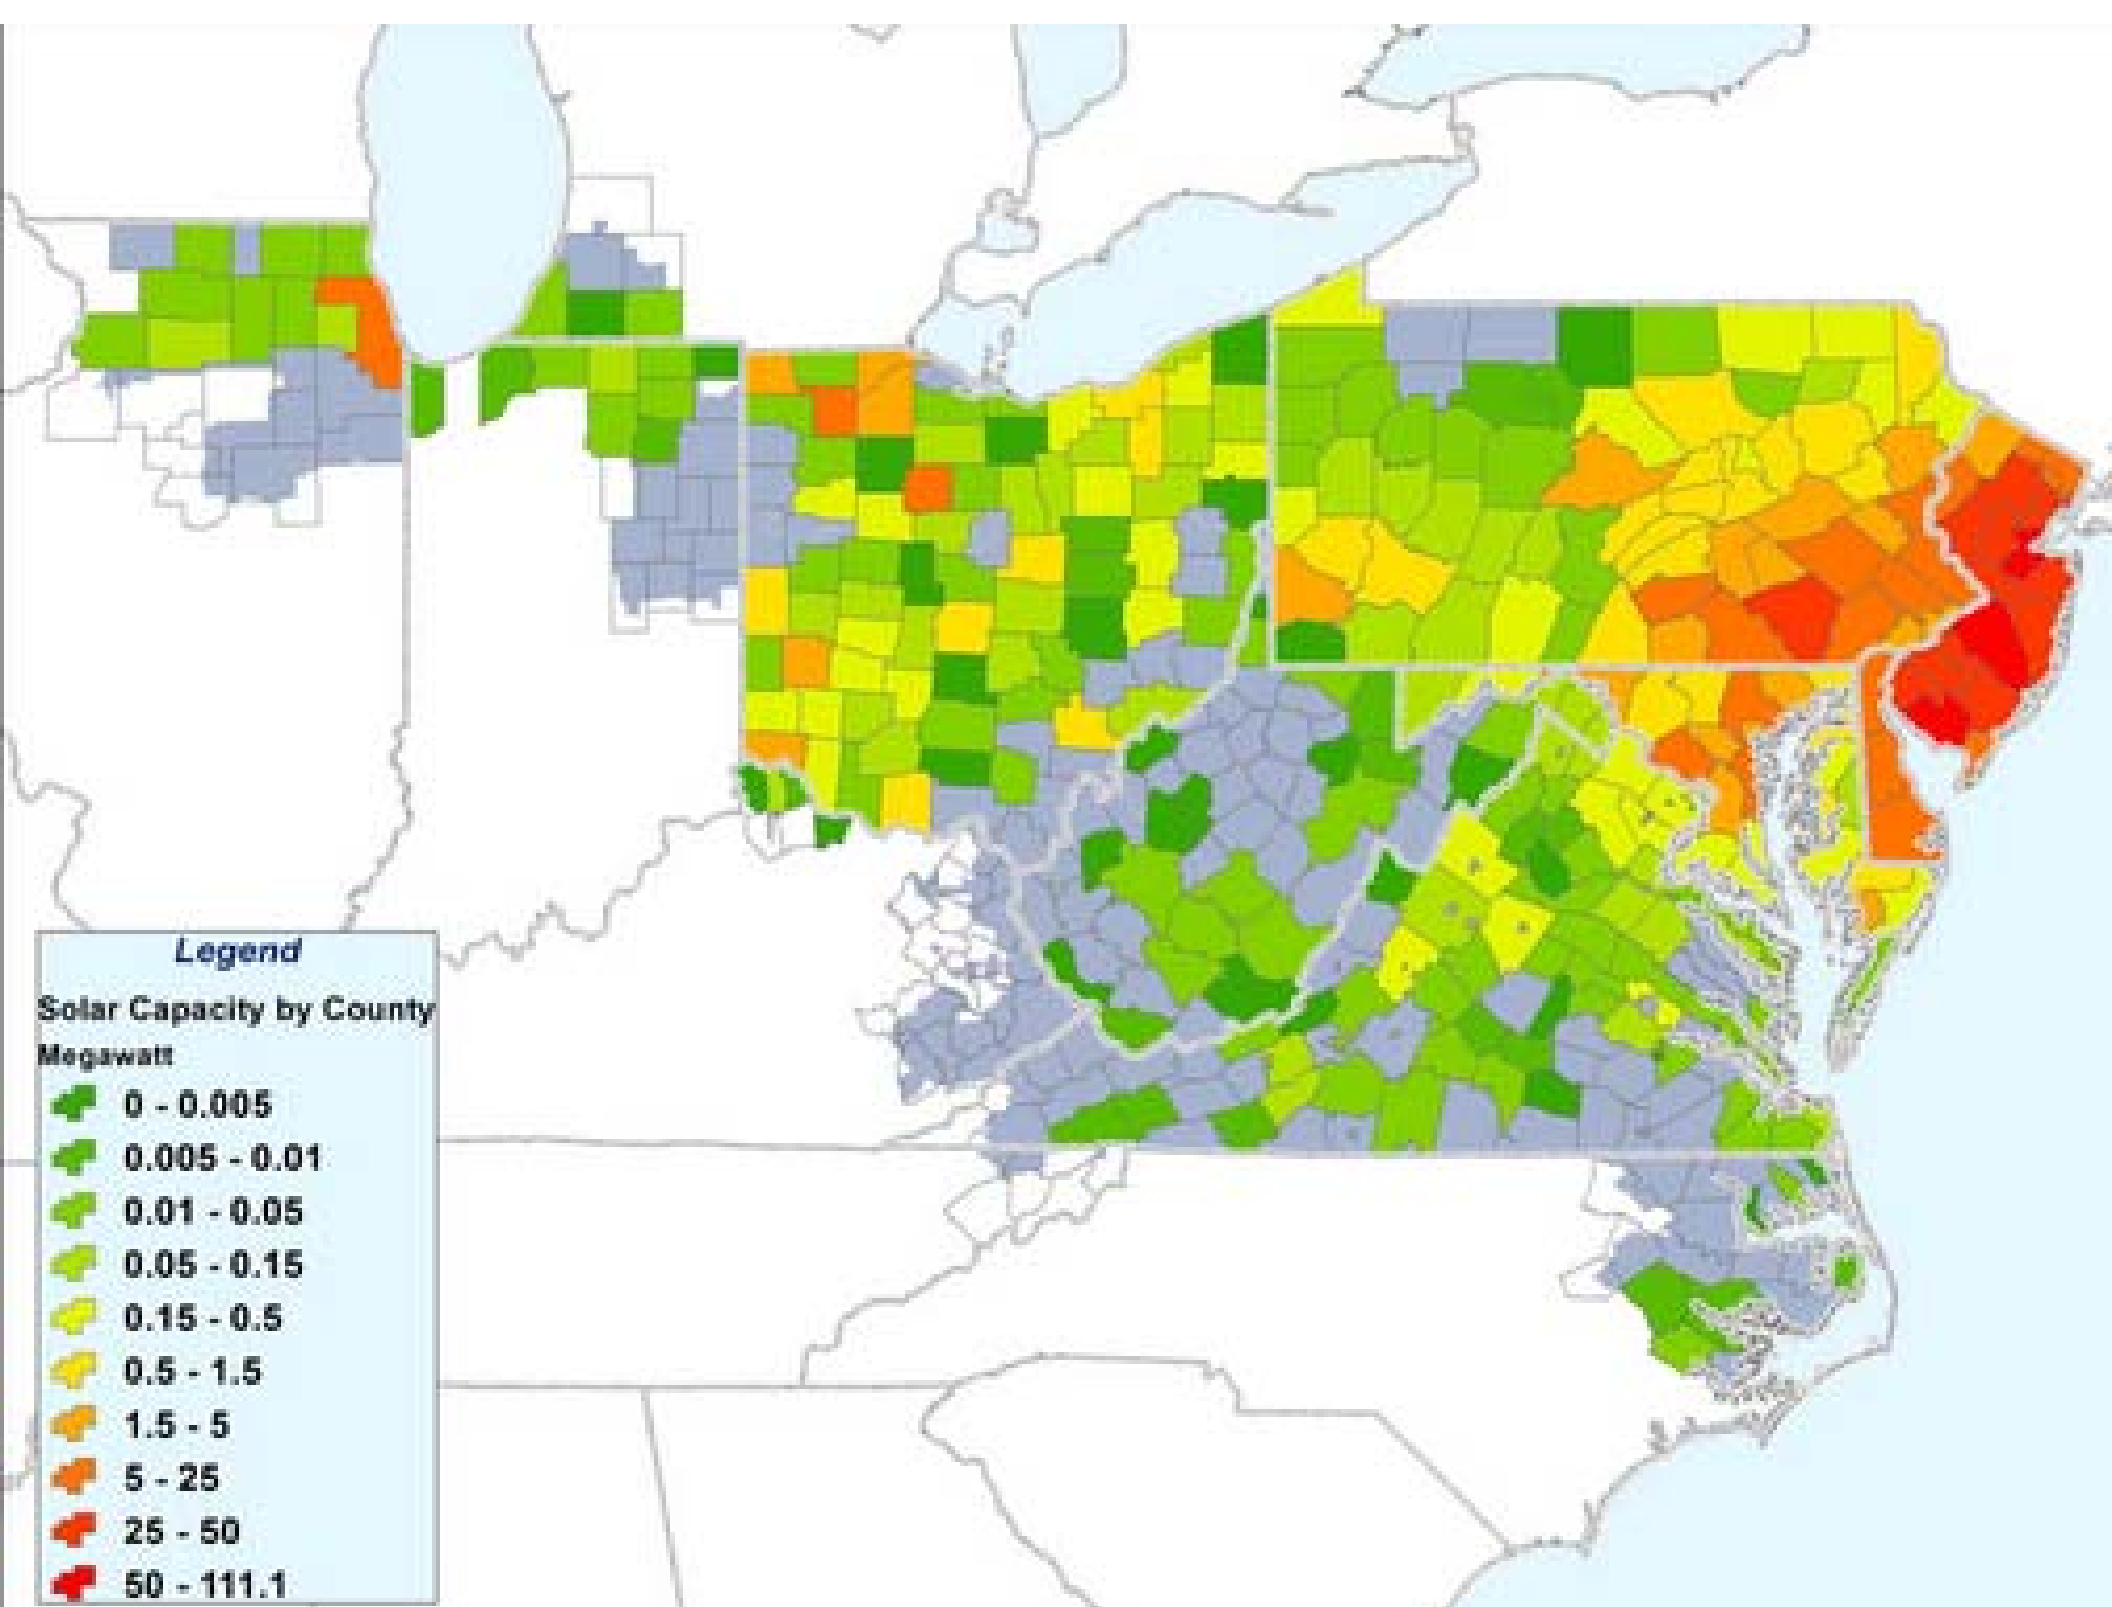 Legend
Solar Capacity by County
Megawatt
0 - 0.005
0.005 - 0.01
0.01 - 0.05
0.05 - 0.15
0.15 - 0.5
0.5 - 1.5
1.5 - 5
5 - 25
25 - 50
50 - 111.1